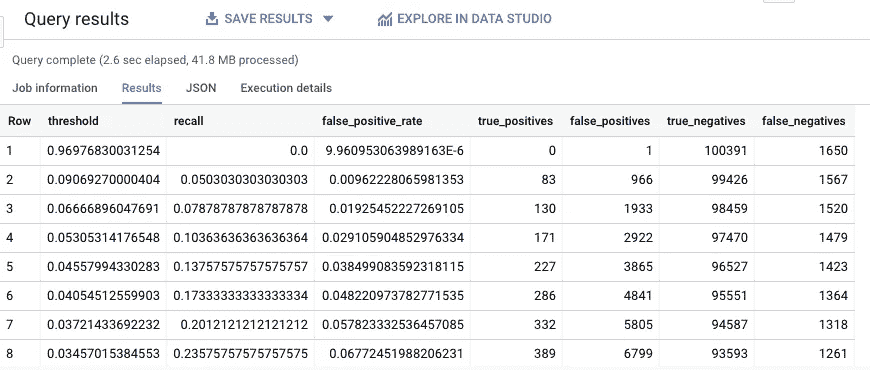 Query results SAVE RESULTS EXPLORE IN DATA STUDIO
Query complete (2.6 sec elapsed, 41.8 MB processed)
Job information Results JSON Execution details
Row threshold recall false_positive_rate true_positives false_positives true_negatives false_negatives
1 0.96976830031254 0.0 9.960953063989163E-6 0 1 100391 1650
2 0.09069270000404 0.0503030303030303 0.00962228065981353 83 966 99426 1567
3 0.06666896047691 0.07878787878787878 0.01925452227269105 130 1933 98459 1520
4 0.05305314176548 0.10363636363636364 0.029105904852976334 171 2922 97470 1479
5 0.04557994330283 0.13757575757575757 0.038499083592318115 227 3865 96527 1423
6 0.04054512559903 0.17333333333333334 0.048220973782771535 286 4841 95551 1364
7 0.03721433692232 0.2012121212121212 0.057823332536457085 332 5805 94587 1318
8 0.03457015384553 0.23575757575757575 0.06772451988206231 389 6799 93593 1261